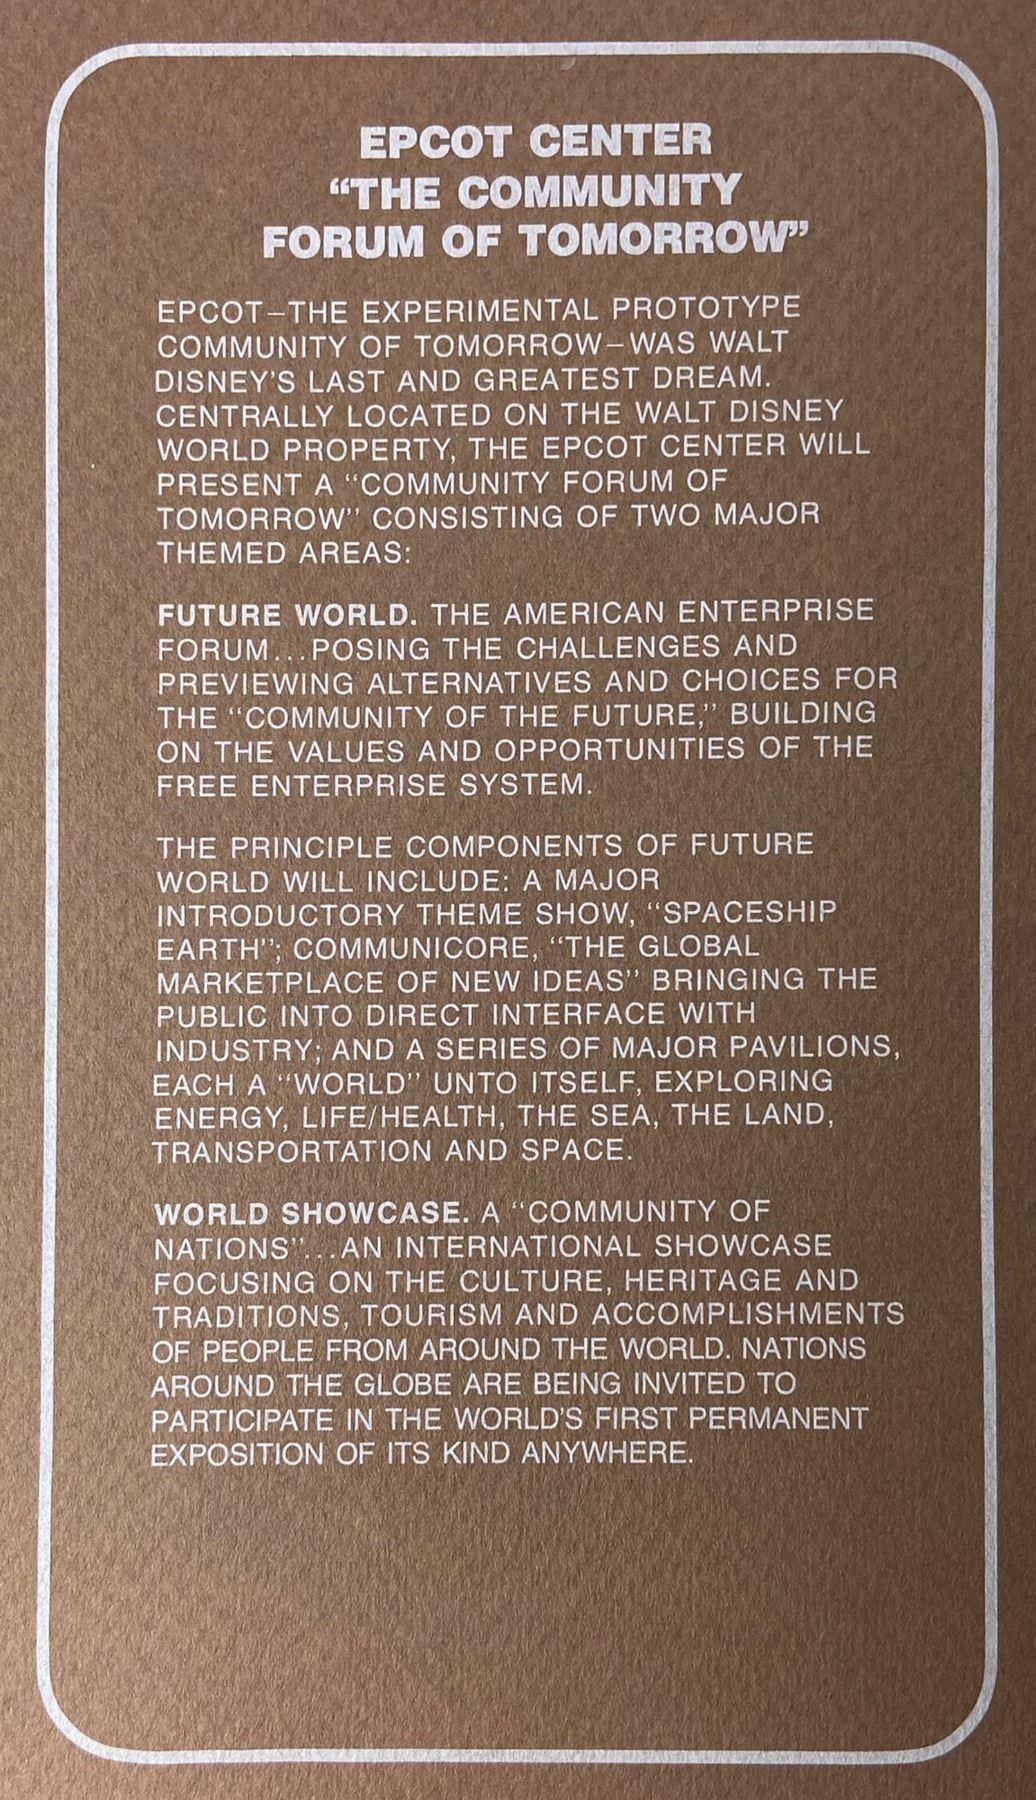 EPCOT CENTER
“THE COMMUNITY
FORUM OF TOMORROW”
EPCOT–THE EXPERIMENTAL PROTOTYPE
COMMUNITY OF TOMORROW–WAS WALT
DISNEY’S LAST AND GREATEST DREAM.
CENTRALLY LOCATED ON THE WALT DISNEY
WORLD PROPERTY, THE EPCOT CENTER WILL
PRESENT A “COMMUNITY FORUM OF
TOMORROW” CONSISTING OF TWO MAJOR
THEMED AREAS:
FUTURE WORLD. THE AMERICAN ENTERPRISE
FORUM...POSING THE CHALLENGES AND
PREVIEWING ALTERNATIVES AND CHOICES FOR
THE “COMMUNITY OF THE FUTURE,” BUILDING
ON THE VALUES AND OPPORTUNITIES OF THE
FREE ENTERPRISE SYSTEM.
THE PRINCIPLE COMPONENTS OF FUTURE
WORLD WILL INCLUDE: A MAJOR
INTRODUCTORY THEME SHOW, “SPACESHIP
EARTH”; COMMUNICORE, “THE GLOBAL
MARKETPLACE OF NEW IDEAS” BRINGING THE
PUBLIC INTO DIRECT INTERFACE WITH
INDUSTRY; AND A SERIES OF MAJOR PAVILIONS,
EACH A “WORLD” UNTO ITSELF, EXPLORING
ENERGY, LIFE/HEALTH, THE SEA, THE LAND,
TRANSPORTATION AND SPACE.
WORLD SHOWCASE. A “COMMUNITY OF
NATIONS”...AN INTERNATIONAL SHOWCASE
FOCUSING ON THE CULTURE, HERITAGE AND
TRADITIONS, TOURISM AND ACCOMPLISHMENTS
OF PEOPLE FROM AROUND THE WORLD. NATIONS
AROUND THE GLOBE ARE BEING INVITED TO
PARTICIPATE IN THE WORLD’S FIRST PERMANENT
EXPOSITION OF ITS KIND ANYWHERE.